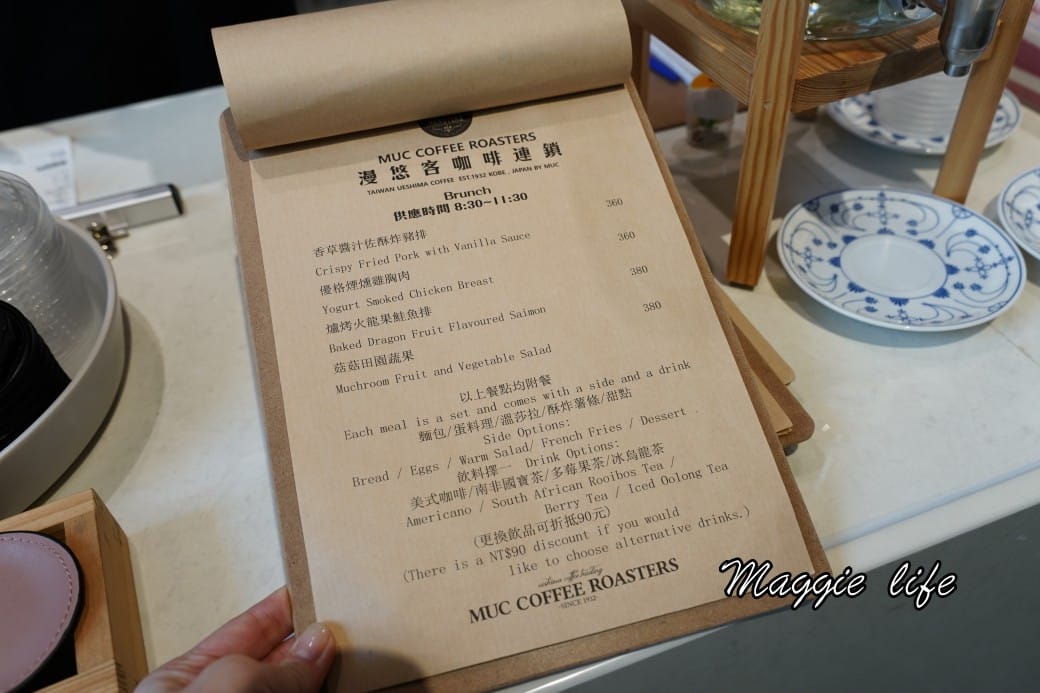 MUC COFFEE ROASTERS
漫悠客咖啡連鎖
TAIWAN UESHIMA COFFEE EST.1932 KOBE , JAPAN BY MUC
Brunch
供應時間 8:30~11:30
香草醬汁佐酥炸豬排 360
Crispy Fried Pork with Vanilla Sauce
優格煙燻雞胸肉 360
Yogurt Smoked Chicken Breast
爐烤火龍果鮭魚排 380
Baked Dragon Fruit Flavoured Saimon
菇菇田園蔬果 380
Muchroom Fruit and Vegetable Salad
以上餐點均附餐
Each meal is a set and comes with a side and a drink
麵包/蛋料理/溫莎拉/酥炸薯條/甜點
Side Options:
Bread / Eggs / Warm Salad/ French Fries / Dessert .
飲料擇一 Drink Options:
美式咖啡/南非國寶茶/多莓果茶/冰烏龍茶
Americano / South African Rooibos Tea /
Berry Tea / Iced Oolong Tea
(更換飲品可折抵90元)
(There is a NT$90 discount if you would
like to choose alternative drinks.)
ueshima coffee trading
MUC COFFEE ROASTERS
·SINCE 1932·
Maggie life